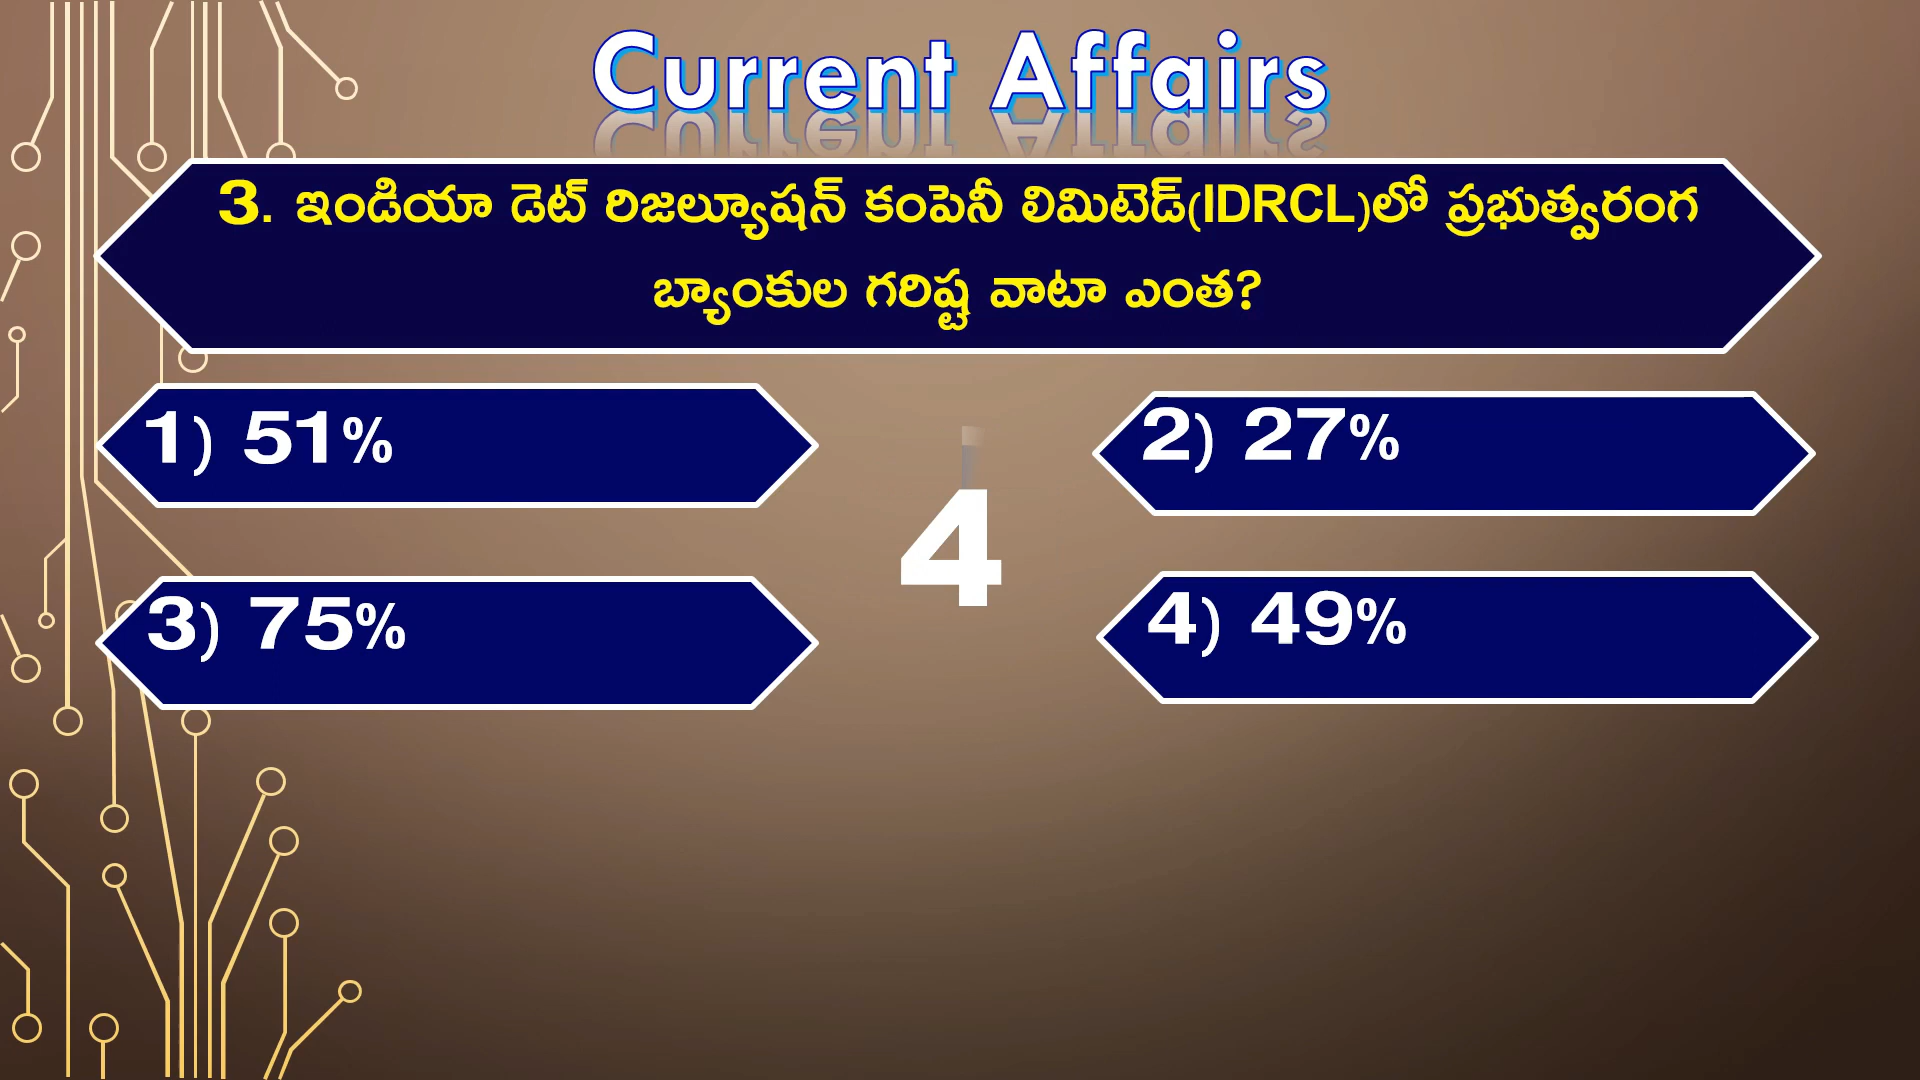 Current Affairs
3. ఇండియా డెట్ రిజల్యూషన్ కంపెనీ లిమిటెడ్(IDRCL)లో ప్రభుత్వరంగ
బ్యాంకుల గరిష్ట వాటా ఎంత?
1) 51%
2) 27%
4
3) 75%
4) 49%